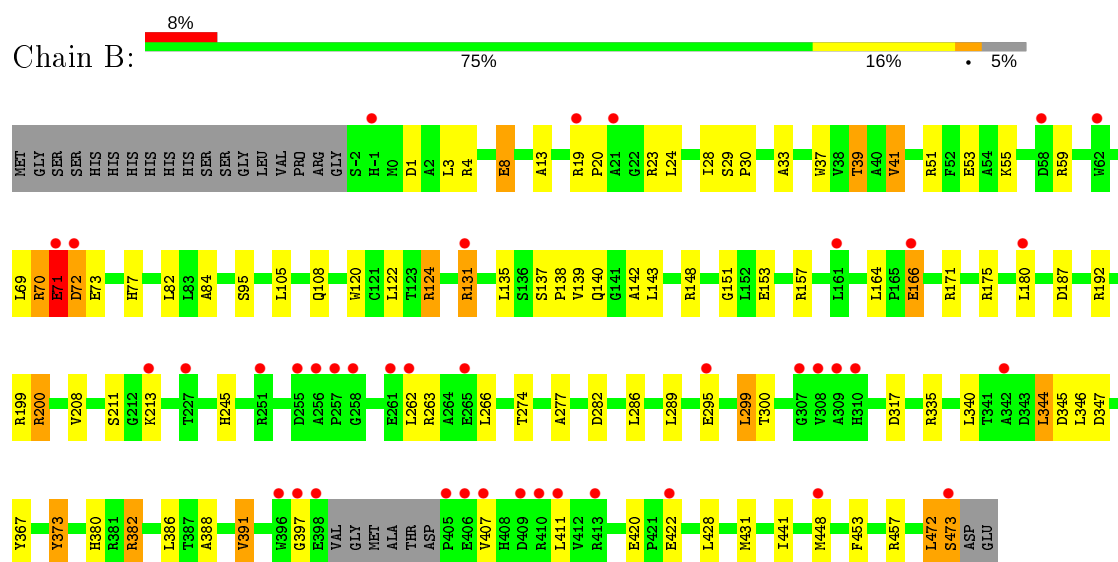 8%
Chain B:
75% 16% • 5%
MET GLY SER SER HIS HIS HIS HIS HIS HIS SER SER GLY LEU VAL PRO ARG GLY S-2 H-1 M0 D1 A2 L3 R4 E8 A13 R19 P20 A21 G22 R23 L24 I28 S29 P30 A33 W37 V38 T39 A40 V41 R51 F52 E53 A54 K55 D58 R59 W62
L69 R70 E71 D72 E73 H77 L82 L83 A84 S95 L105 Q108 W120 C121 L122 T123 R124 R131 L135 S136 S137 P138 V139 Q140 G141 A142 L143 R148 G151 L152 E153 R157 L161 L164 P165 E166 R171 R175 L180 D187 R192
R199 R200 V208 S211 G212 K213 T227 H245 R251 D255 A256 P257 G258 E261 L262 R263 A264 E265 L266 T274 A277 D282 L286 L289 E295 L299 T300 G307 V308 A309 H310 D317 R335 L340 T341 A342 D343 L344 D345 L346 D347
Y367 Y373 H380 R381 R382 L386 T387 A388 V391 W396 G397 E398 VAL GLY MET ALA THR ASP P405 E406 V407 H408 D409 R410 L411 V412 R413 E420 P421 E422 L428 M431 I441 M448 F453 R457 L472 S473 ASP GLU